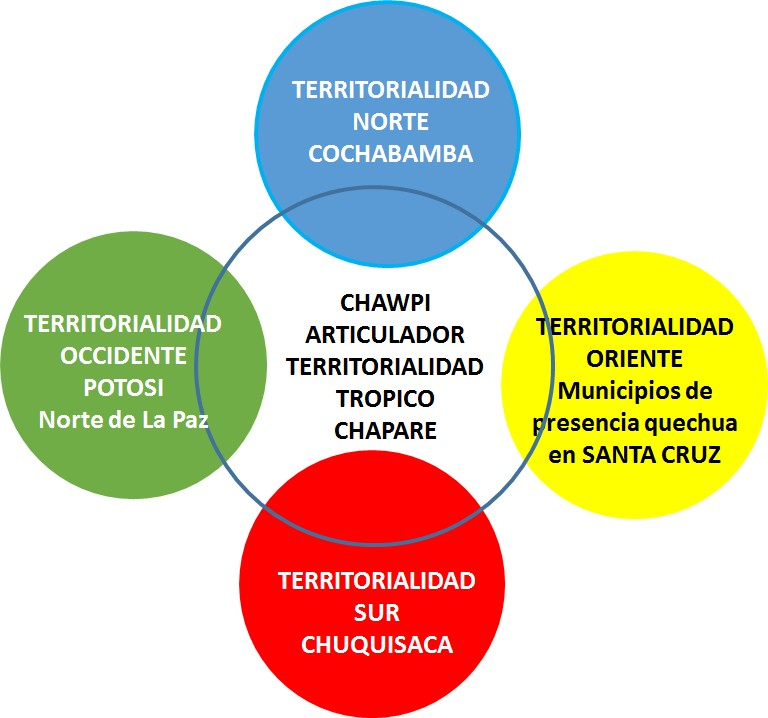 TERRITORIALIDAD
NORTE
COCHABAMBA
TERRITORIALIDAD
OCCIDENTE
POTOSI
Norte de La Paz
CHAWPI
ARTICULADOR
TERRITORIALIDAD
TROPICO
CHAPARE
TERRITORIALIDAD
ORIENTE
Municipios de
presencia quechua
en SANTA CRUZ
TERRITORIALIDAD
SUR
CHUQUISACA